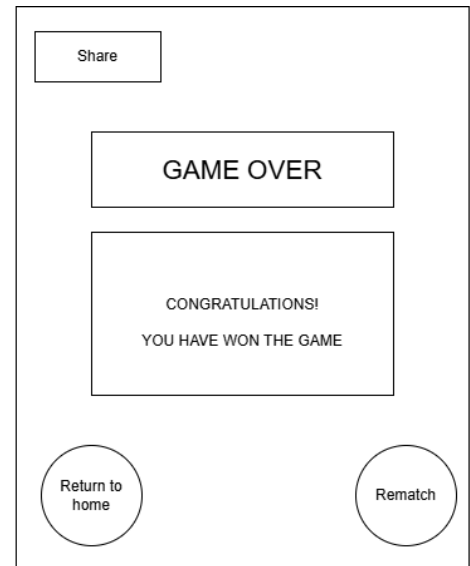 Share
GAME OVER
CONGRATULATIONS!
YOU HAVE WON THE GAME
Return to
home
Rematch